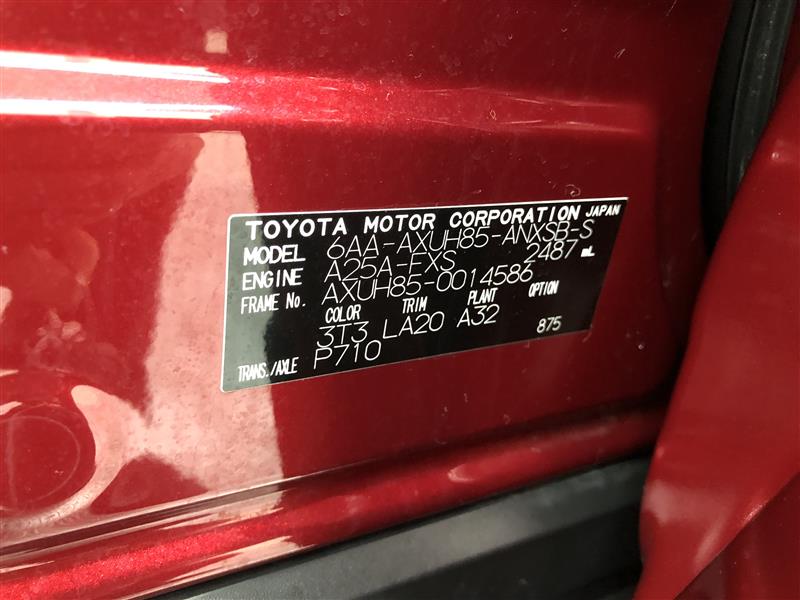 TOYOTA MOTOR CORPORATION JAPAN
MODEL 6AA-AXUH85-ANXSB-S
ENGINE A25A-FXS 2487 mL
FRAME No. AXUH85-0014586
COLOR TRIM PLANT OPTION
3T3 LA20 A32 875
TRANS./AXLE P710